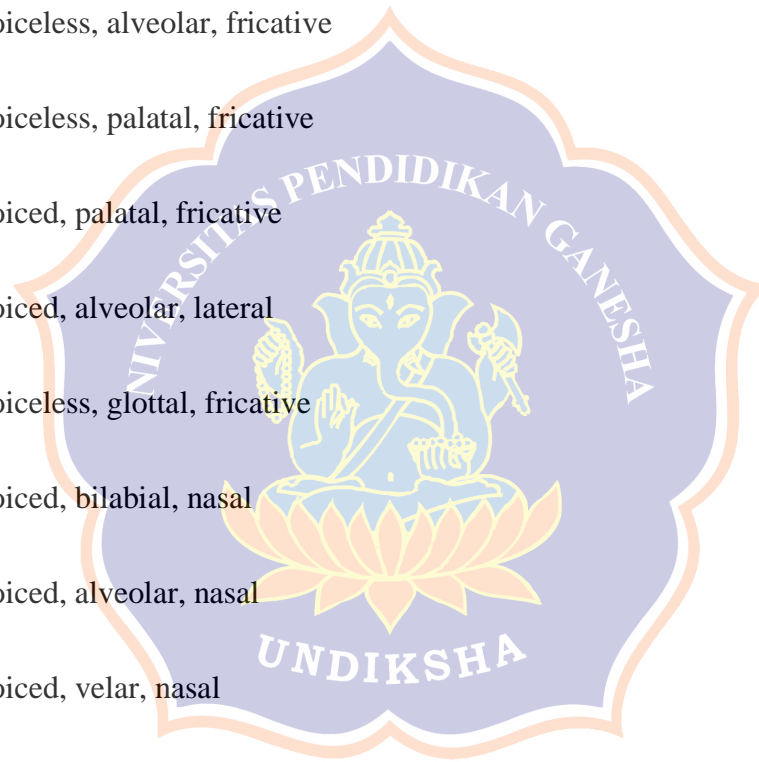 oiceless, alveolar, fricative
oiceless, palatal, fricative
oiced, palatal, fricative
oiced, alveolar, lateral
oiceless, glottal, fricative
oiced, bilabial, nasal
oiced, alveolar, nasal
oiced, velar, nasal
NIVERSITAS PENDIDIKAN GANESHA
UNDIKSHA